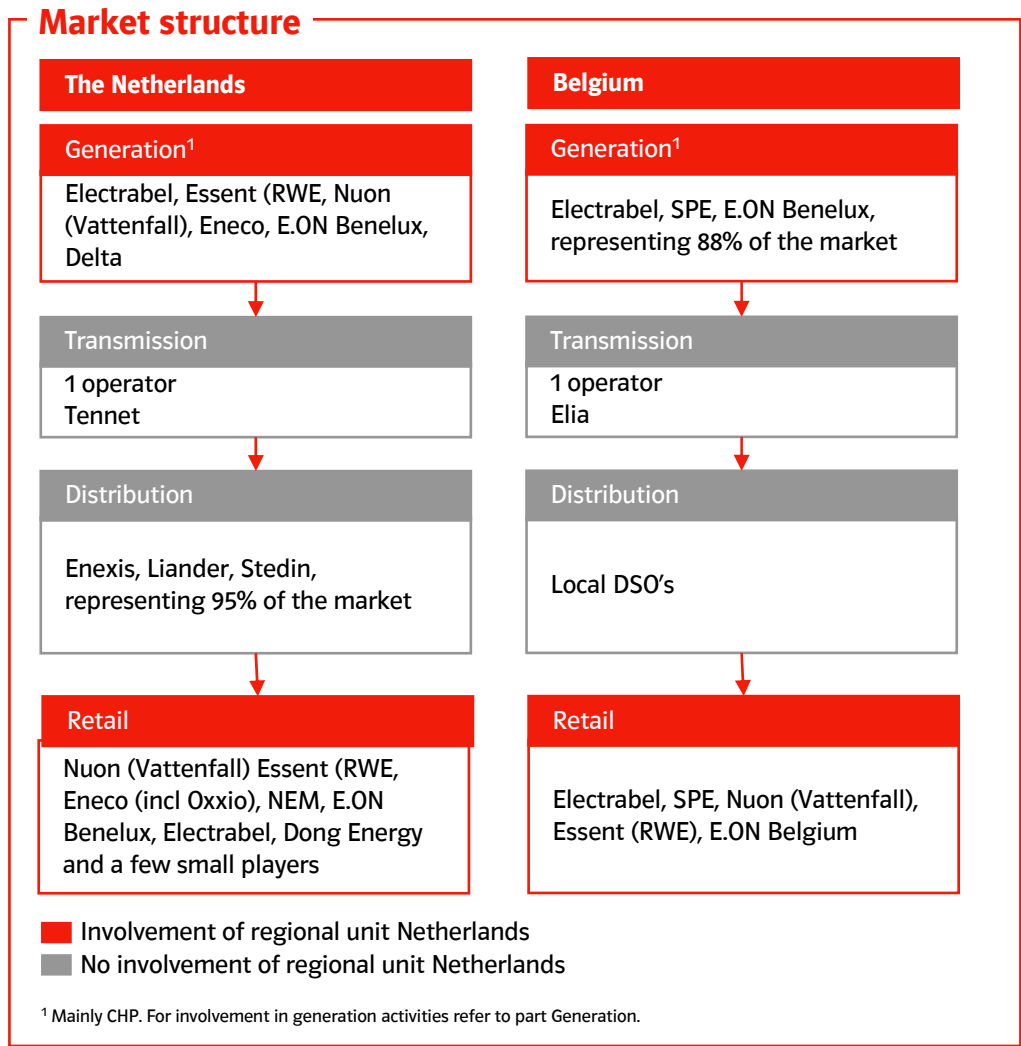 Market structure
The Netherlands
Generation¹
Electrabel, Essent (RWE, Nuon
(Vattenfall), Eneco, E.ON Benelux,
Delta
Transmission
1 operator
Tennet
Distribution
Enexis, Liander, Stedin,
representing 95% of the market
Retail
Nuon (Vattenfall) Essent (RWE,
Eneco (incl Oxxio), NEM, E.ON
Benelux, Electrabel, Dong Energy
and a few small players
Belgium
Generation¹
Electrabel, SPE, E.ON Benelux,
representing 88% of the market
Transmission
1 operator
Elia
Distribution
Local DSO's
Retail
Electrabel, SPE, Nuon (Vattenfall),
Essent (RWE), E.ON Belgium
Involvement of regional unit Netherlands
No involvement of regional unit Netherlands
¹ Mainly CHP. For involvement in generation activities refer to part Generation.